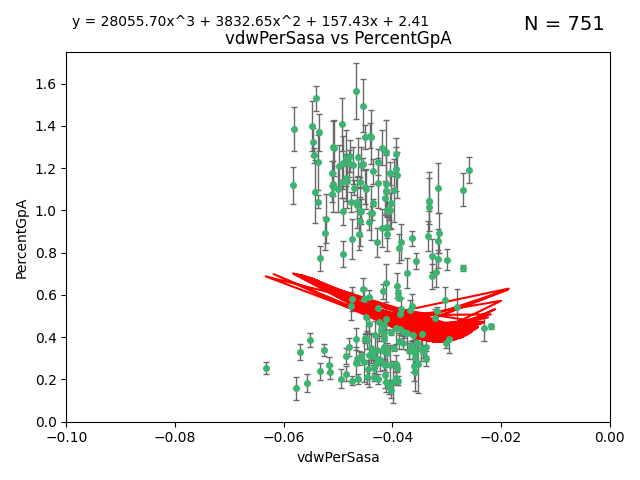 y = 28055.70x^3 + 3832.65x^2 + 157.43x + 2.41
N = 751
vdwPerSasa vs PercentGpA
PercentGpA
1.6
1.4
1.2
1.0
0.8
0.6
0.4
0.2
0.0
−0.10 −0.08 −0.06 −0.04 −0.02 0.00
vdwPerSasa